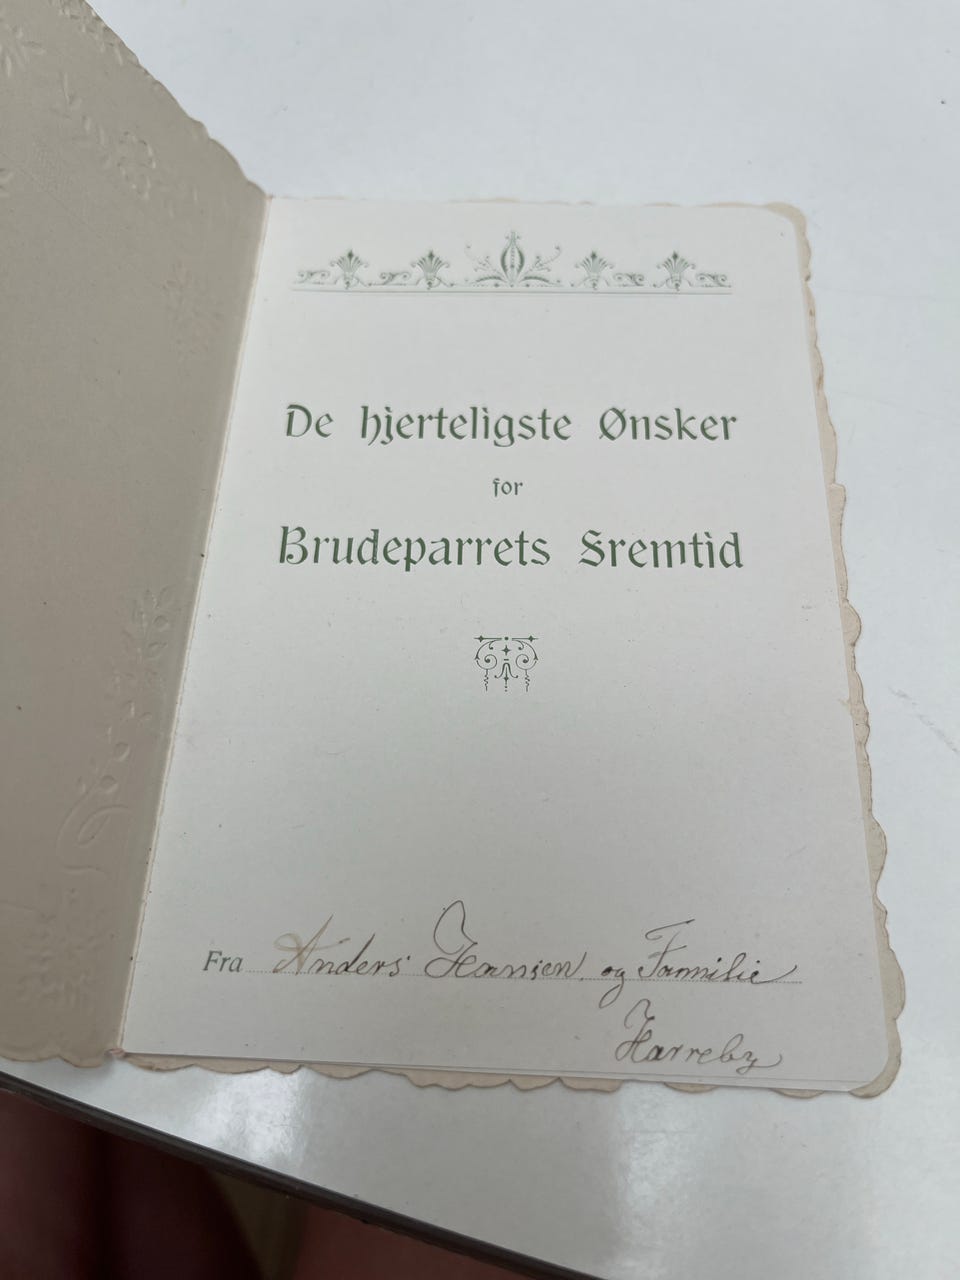 De hjerteligste Ønsker
for
Brudeparrets Fremtid
Fra Anders Hansen og Familie
Harreby